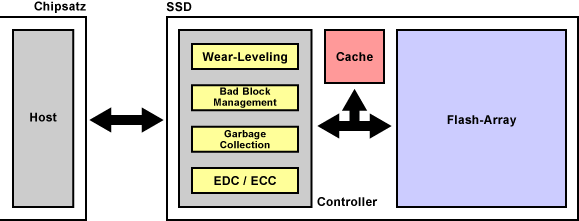 Chipsatz
SSD
Host
Wear-Leveling
Bad Block
Management
Garbage
Collection
EDC / ECC
Controller
Cache
Flash-Array